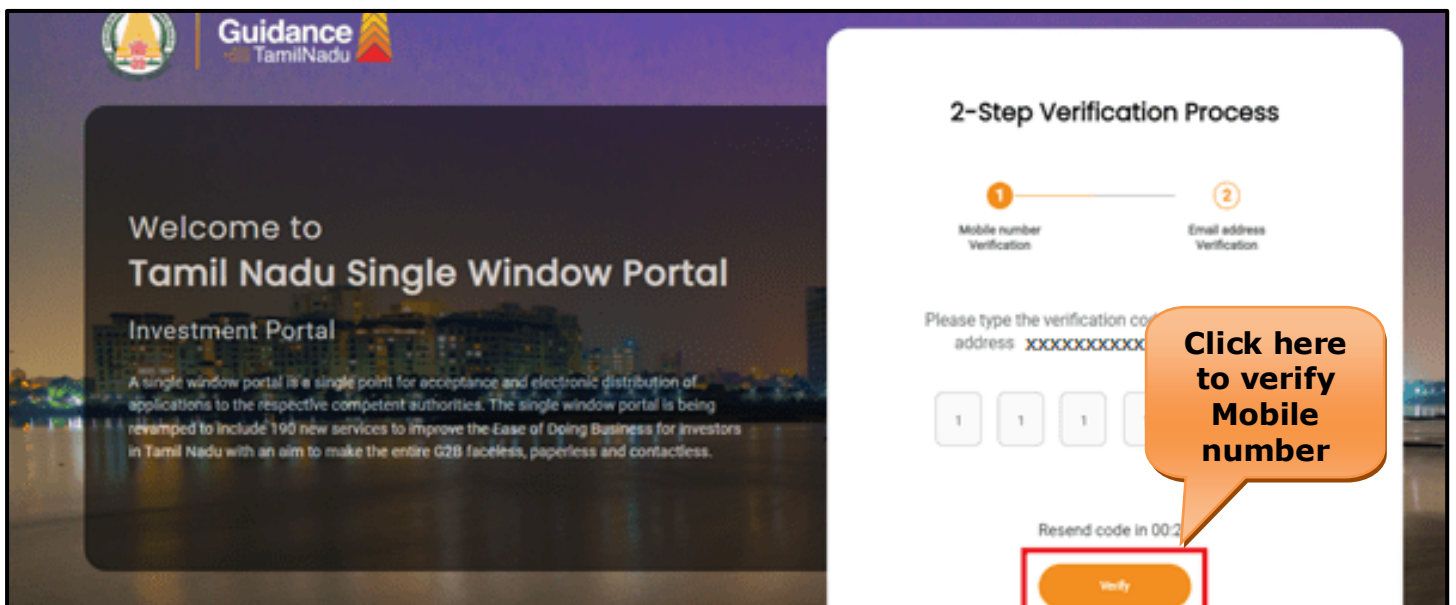 Guidance
TamilNadu
Welcome to
Tamil Nadu Single Window Portal
Investment Portal
A single window portal is a single point for acceptance and electronic distribution of
applications to the respective competent authorities. The single window portal is being
revamped to include 190 new services to improve the Ease of Doing Business for investors
in Tamil Nadu with an aim to make the entire G2B faceless, paperless and contactless.
2-Step Verification Process
1 2
Mobile number
Verification
Email address
Verification
Please type the verification
address xxxxxxxxxxx
1 1 1
Click here
to verify
Mobile
number
Resend code in 00:2
Verify